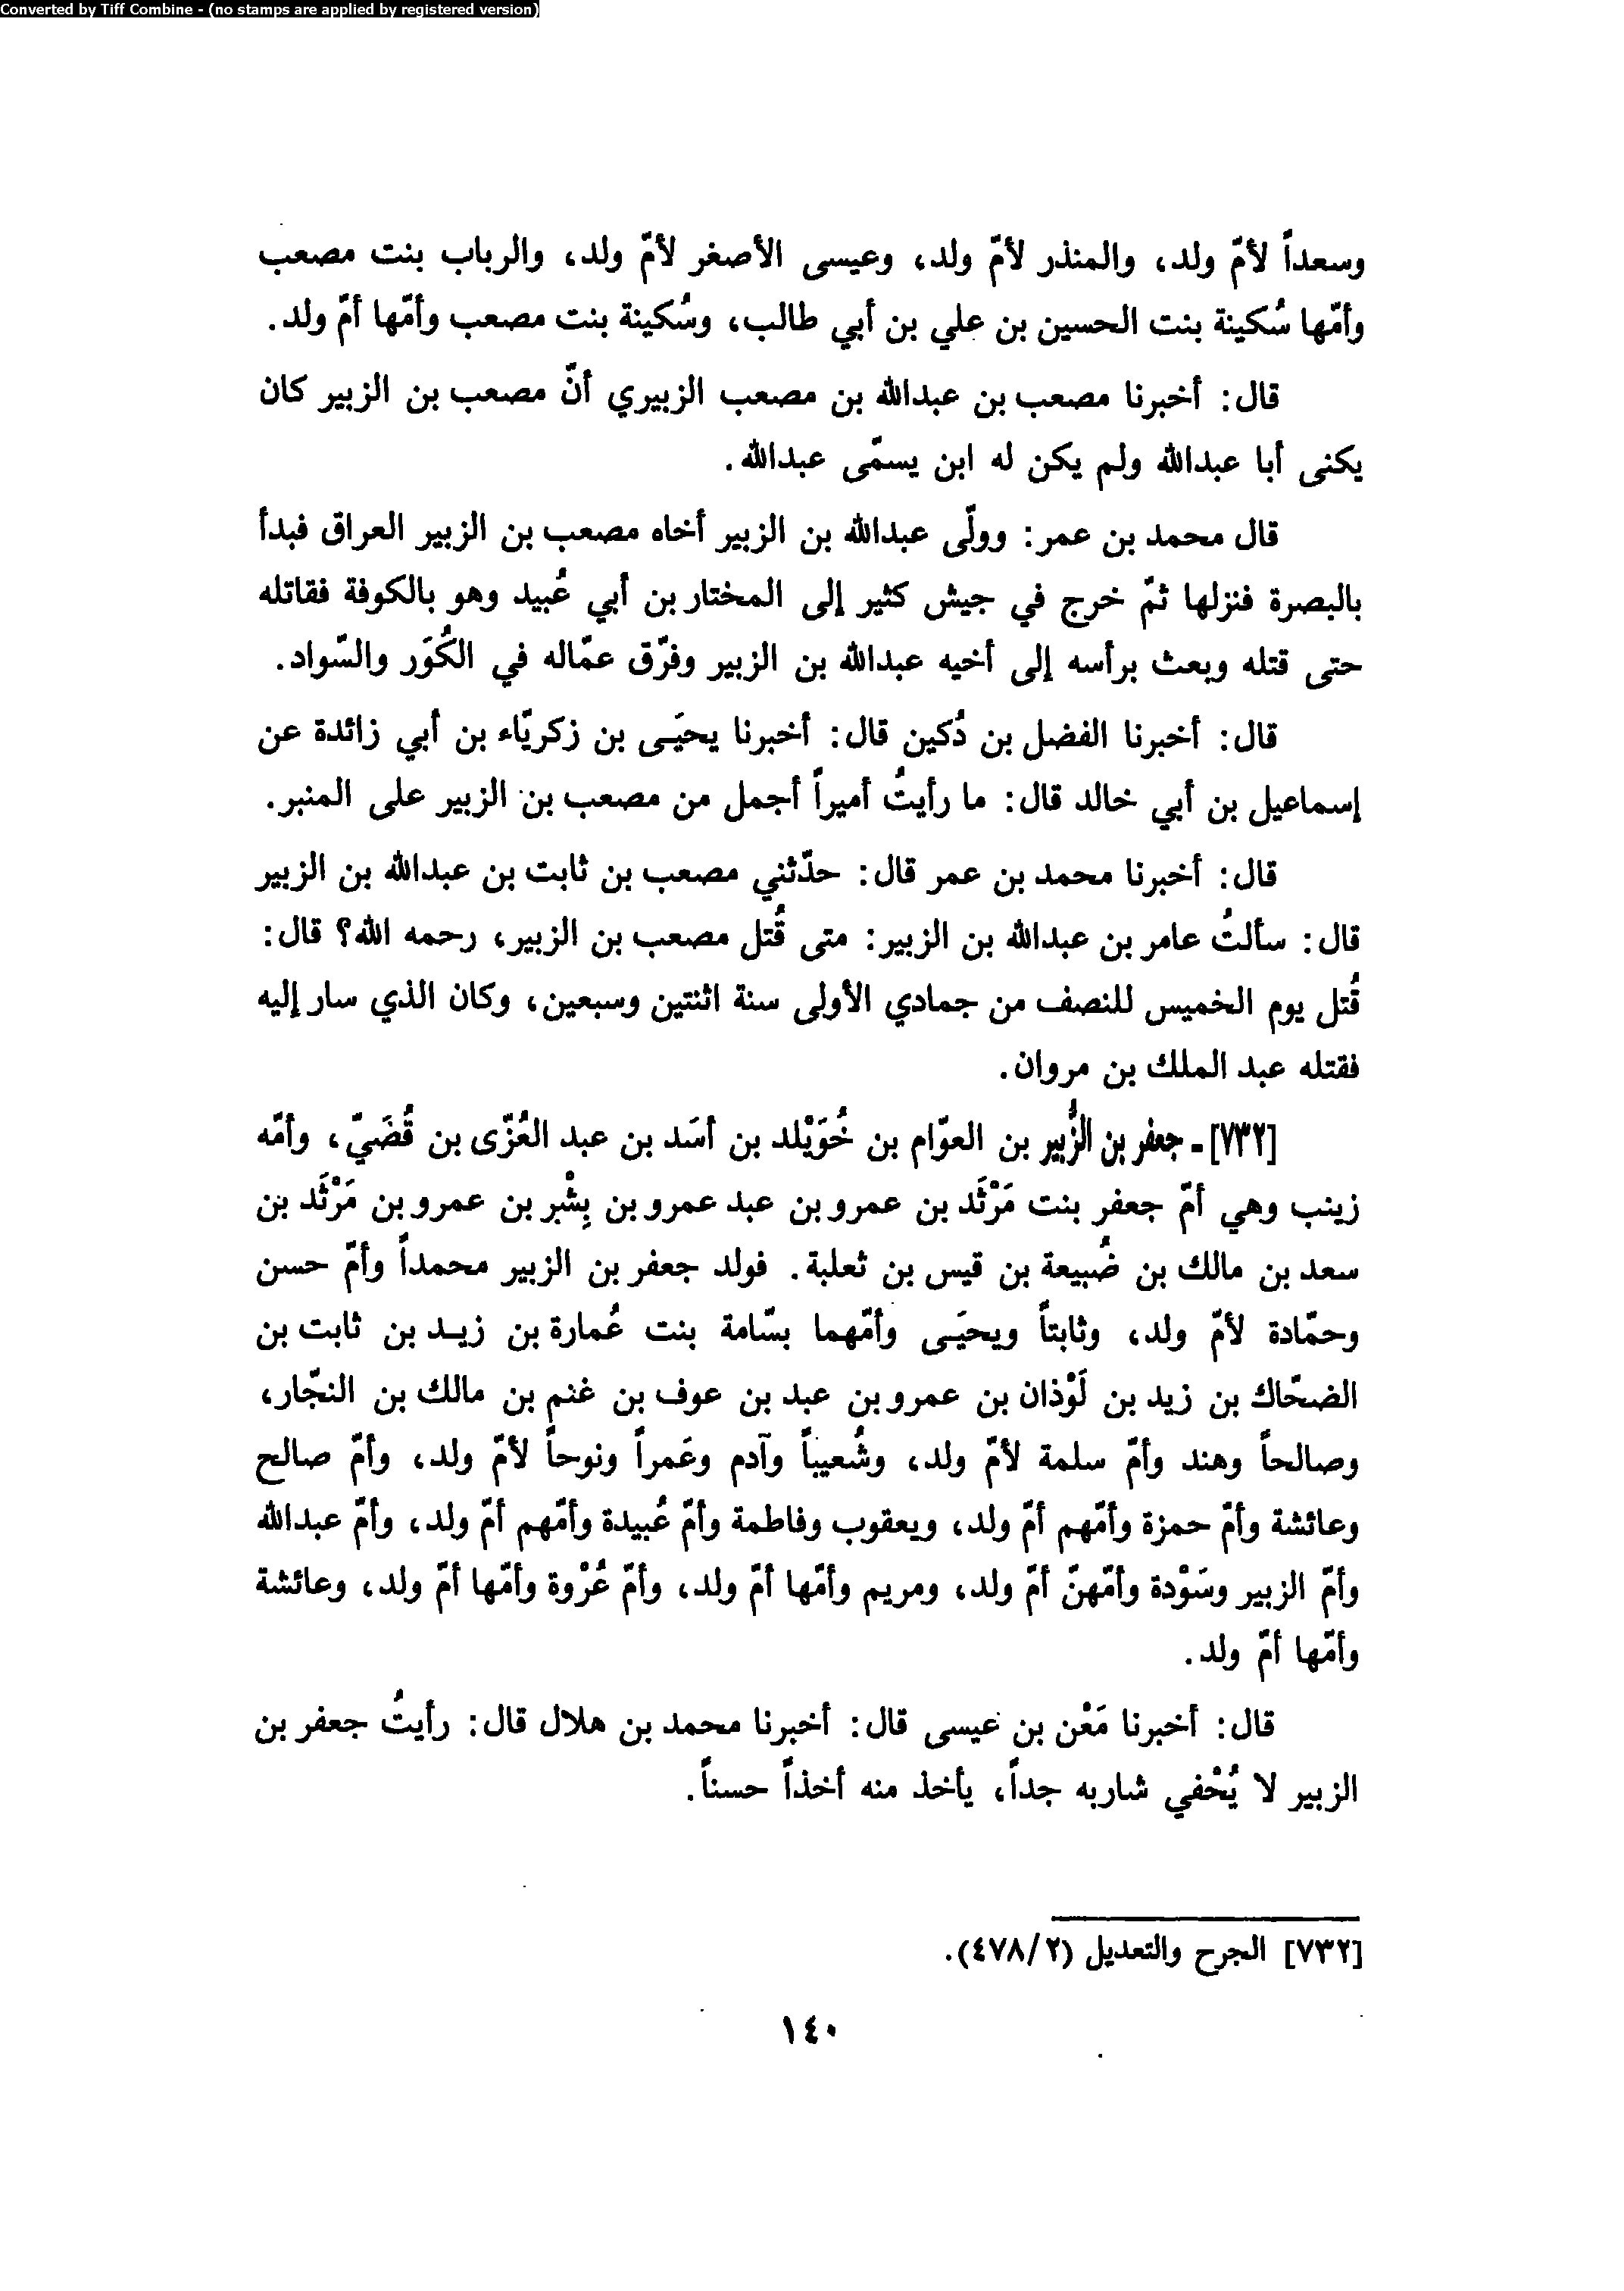 Converted by Tiff Combine - (no stamps are applied by registered version)
وسعداً لأمّ ولد، والمنذر لأمّ ولد، وعيسى الأصغر لأمّ ولد، والرباب بنت مصعب
وأمّها سُكينة بنت الحسين بن علي بن أبي طالب، وسُكينة بنت مصعب وأمّها أمّ ولد.
قال: أخبرنا مصعب بن عبدالله بن مصعب الزبيري أنّ مصعب بن الزبير كان
يكنى أبا عبدالله ولم يكن له ابن يسمّى عبدالله.
قال محمد بن عمر: وولّى عبدالله بن الزبير أخاه مصعب بن الزبير العراق فبدأ
بالبصرة فنزلها ثمّ خرج في جيش كثير إلى المختار بن أبي عُبيد وهو بالكوفة فقاتله
حتى قتله وبعث برأسه إلى أخيه عبدالله بن الزبير وفرّق عمّاله في الكُوَر والسّواد.
قال: أخبرنا الفضل بن دُكين قال: أخبرنا يحيَـى بن زكريّاء بن أبي زائدة عن
إسماعيل بن أبي خالد قال: ما رأيتُ أميراً أجمل من مصعب بن الزبير على المنبر.
قال: أخبرنا محمد بن عمر قال: حدّثني مصعب بن ثابت بن عبدالله بن الزبير
قال: سألتُ عامر بن عبدالله بن الزبير: متى قُتل مصعب بن الزبير، رحمه الله؟ قال:
قُتل يوم الخميس للنصف من جمادي الأولى سنة اثنتين وسبعين، وكان الذي سار إليه
فقتله عبد الملك بن مروان.
[٧٣٢] ـ جعفر بن الزُّبير بن العوّام بن خُوَيْلد بن أسَد بن عبد العُزّى بن قُصَيّ، وأمّه
زينب وهي أمّ جعفر بنت مَرْثَد بن عمرو بن عبد عمرو بن بِشْر بن عمرو بن مَرْثَد بن
سعد بن مالك بن ضُبيعة بن قيس بن ثعلبة. فولد جعفر بن الزبير محمداً وأمّ حسن
وحمّادة لأمّ ولد، وثابتاً ويحيَـى وأمّهما بسّامة بنت عُمارة بن زيـد بن ثابت بن
الضحّاك بن زيد بن لَوْذان بن عمرو بن عبد بن عوف بن غنم بن مالك بن النجّار،
وصالحاً وهند وأمّ سلمة لأمّ ولد، وشُعيباً وآدم وعَمراً ونوحاً لأمّ ولد، وأمّ صالح
وعائشة وأمّ حمزة وأمّهم أمّ ولد، ويعقوب وفاطمة وأمّ عُبيدة وأمّهم أمّ ولد، وأمّ عبدالله
وأمّ الزبير وسَوْدة وأمّهنّ أمّ ولد، ومريم وأمّها أمّ ولد، وأمّ عُرْوة وأمّها أمّ ولد، وعائشة
وأمّها أمّ ولد.
قال: أخبرنا مَعْن بن عيسى قال: أخبرنا محمد بن هلال قال: رأيتُ جعفر بن
الزبير لا يُحْفي شاربه جداً، يأخذ منه أخذاً حسناً.
[٧٣٢] الجرح والتعديل (٤٧٨/٢).
١٤٠